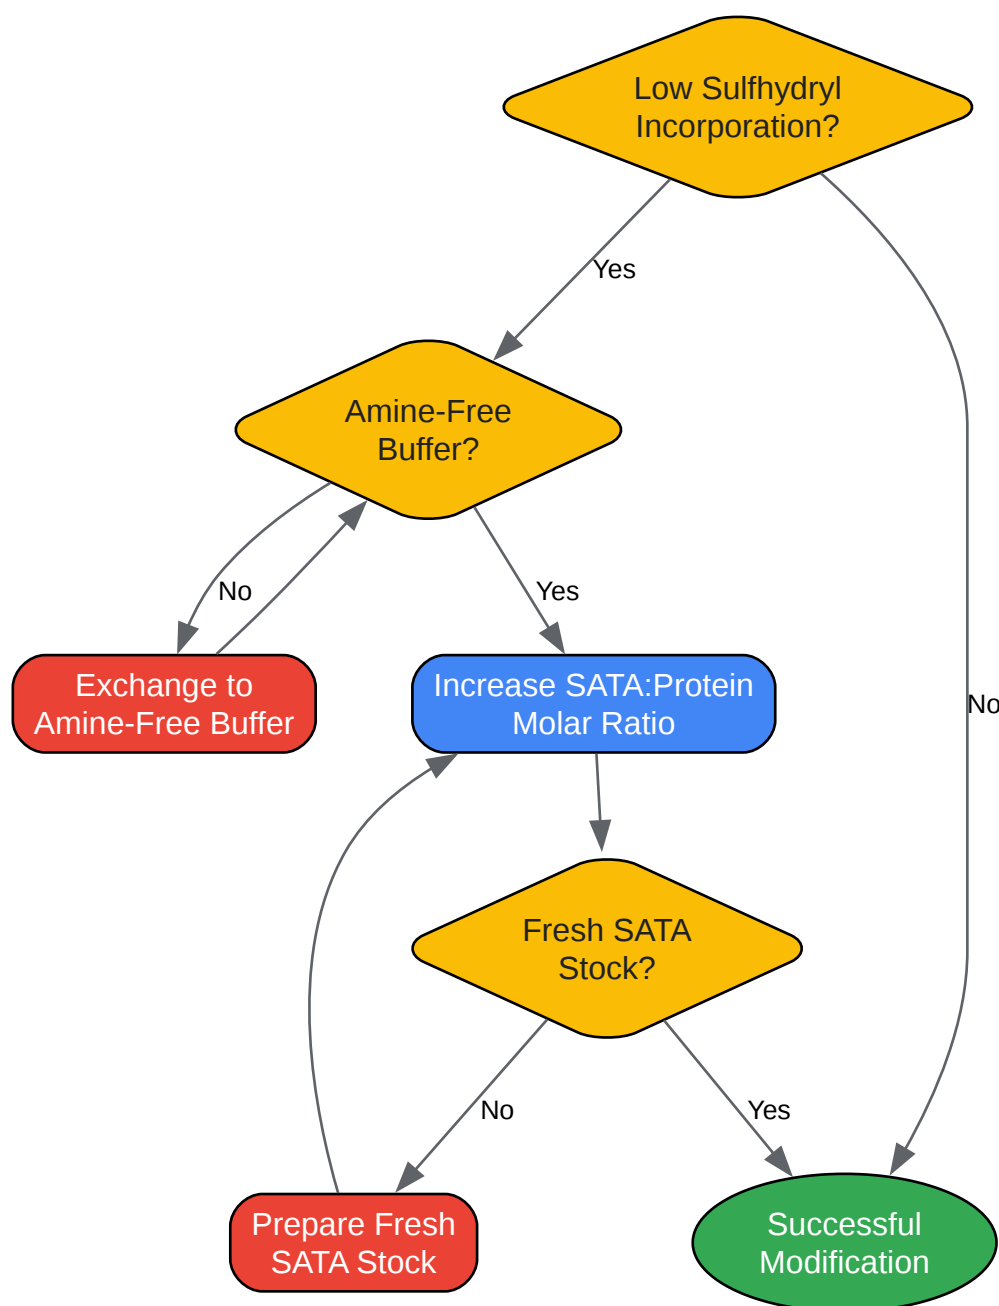 Low Sulfhydryl
Incorporation?
Yes
Amine-Free
Buffer?
No
Yes
Exchange to
Amine-Free Buffer
Increase SATA:Protein
Molar Ratio
No
Fresh SATA
Stock?
No
Yes
Prepare Fresh
SATA Stock
Successful
Modification